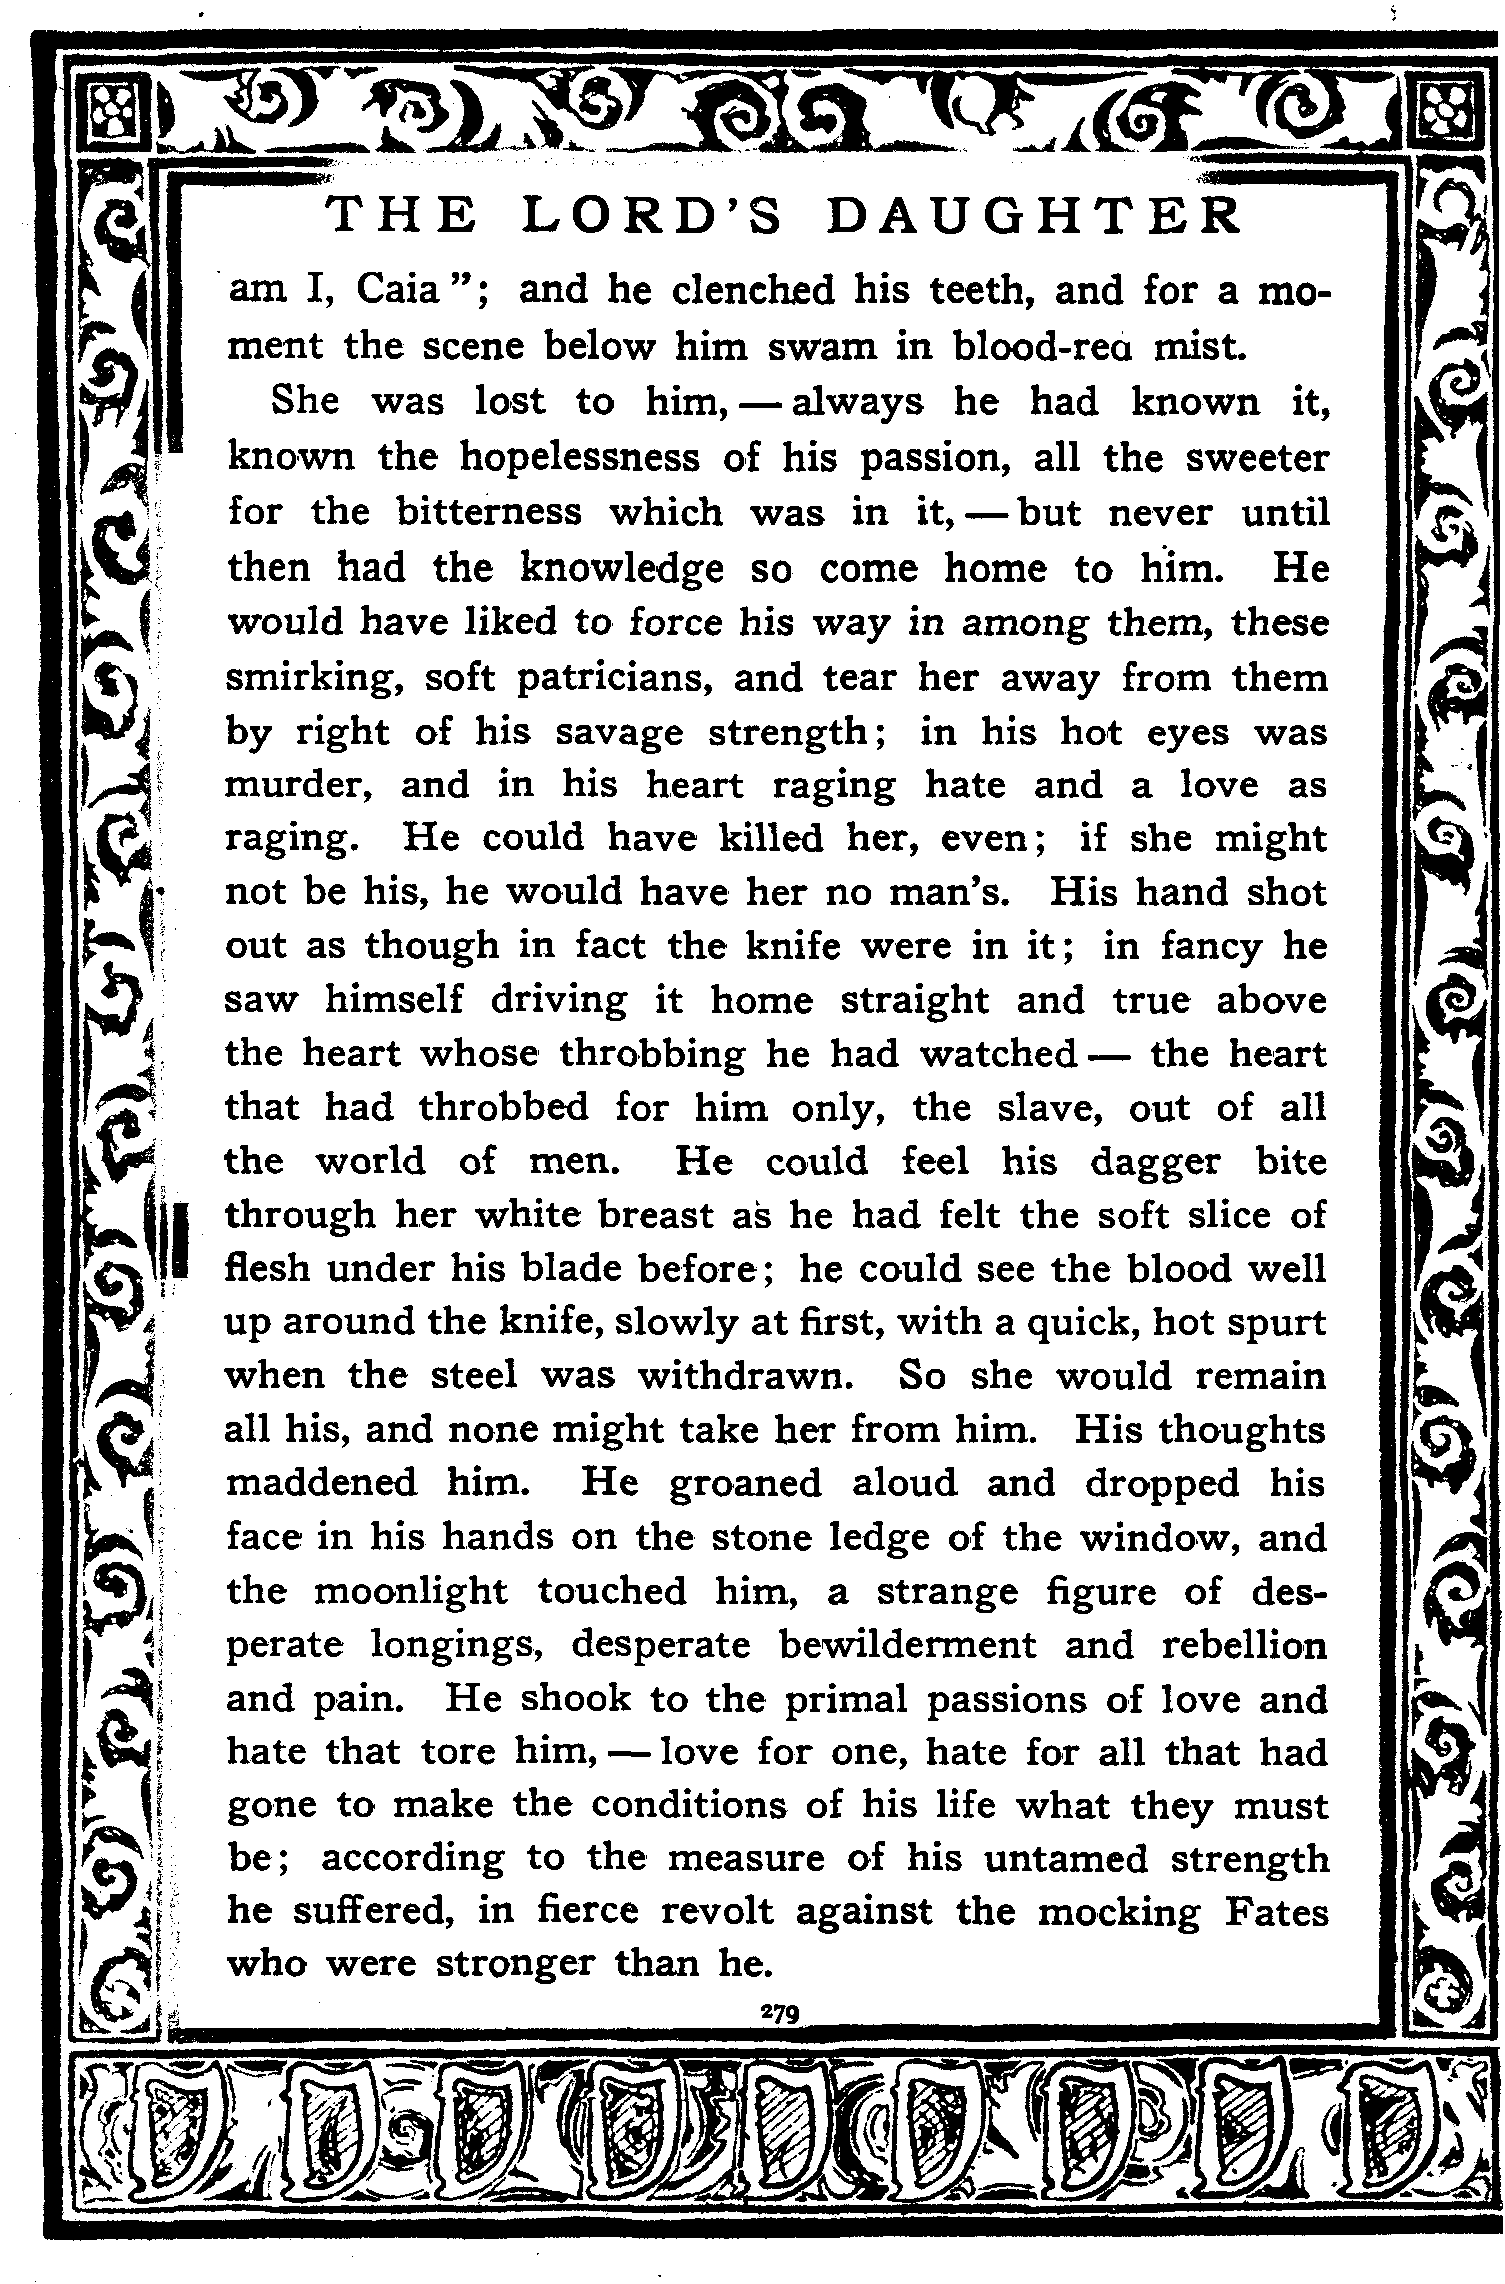 THE LORD'S DAUGHTER
am I, Caia"; and he clenched his teeth, and for a mo-
ment the scene below him swam in blood-red mist.
She was lost to him, — always he had known it,
known the hopelessness of his passion, all the sweeter
for the bitterness which was in it, — but never until
then had the knowledge so come home to him. He
would have liked to force his way in among them, these
smirking, soft patricians, and tear her away from them
by right of his savage strength; in his hot eyes was
murder, and in his heart raging hate and a love as
raging. He could have killed her, even; if she might
not be his, he would have her no man's. His hand shot
out as though in fact the knife were in it; in fancy he
saw himself driving it home straight and true above
the heart whose throbbing he had watched — the heart
that had throbbed for him only, the slave, out of all
the world of men. He could feel his dagger bite
through her white breast as he had felt the soft slice of
flesh under his blade before; he could see the blood well
up around the knife, slowly at first, with a quick, hot spurt
when the steel was withdrawn. So she would remain
all his, and none might take her from him. His thoughts
maddened him. He groaned aloud and dropped his
face in his hands on the stone ledge of the window, and
the moonlight touched him, a strange figure of des-
perate longings, desperate bewilderment and rebellion
and pain. He shook to the primal passions of love and
hate that tore him, — love for one, hate for all that had
gone to make the conditions of his life what they must
be; according to the measure of his untamed strength
he suffered, in fierce revolt against the mocking Fates
who were stronger than he.
279